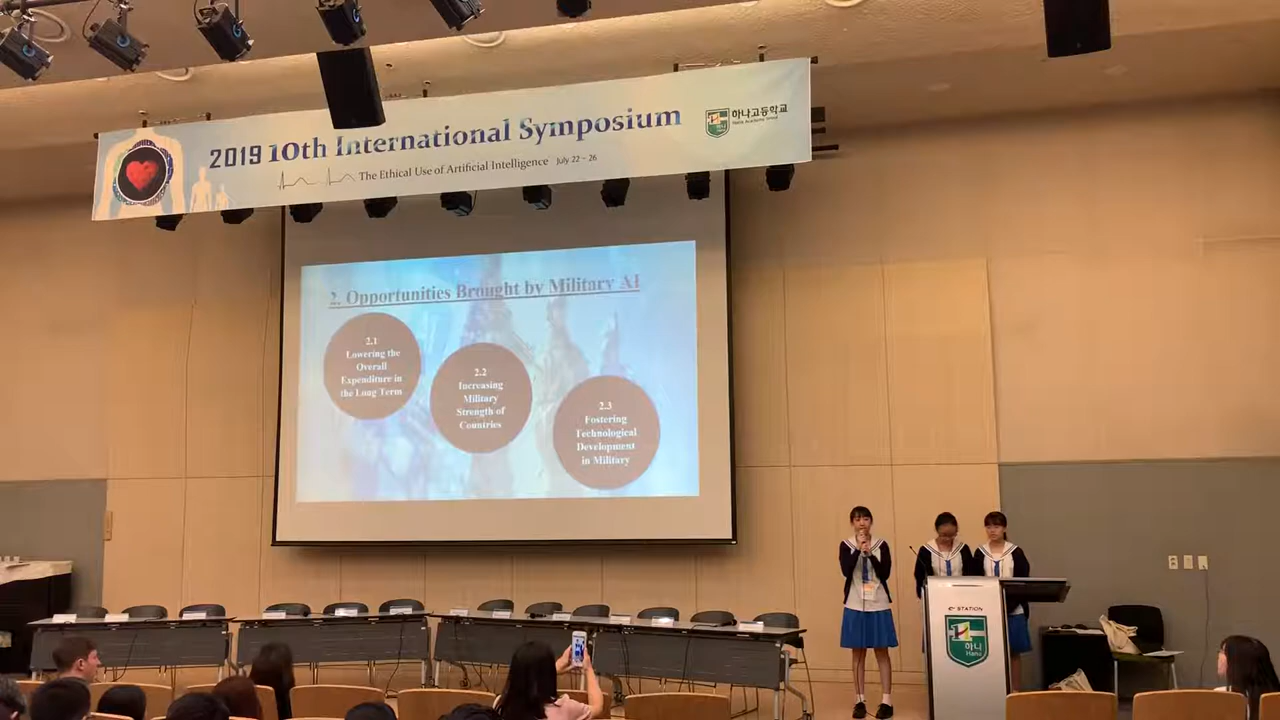 2019 10th International Symposium
The Ethical Use of Artificial Intelligence July 22 - 26
하나고등학교
2. Opportunities Brought by Military AI
2.1
Lowering the
Overall
Expenditure in
the Long Term
2.2
Increasing
Military
Strength of
Countries
2.3
Fostering
Technological
Development
in Military
e-STATION
하나
Hana